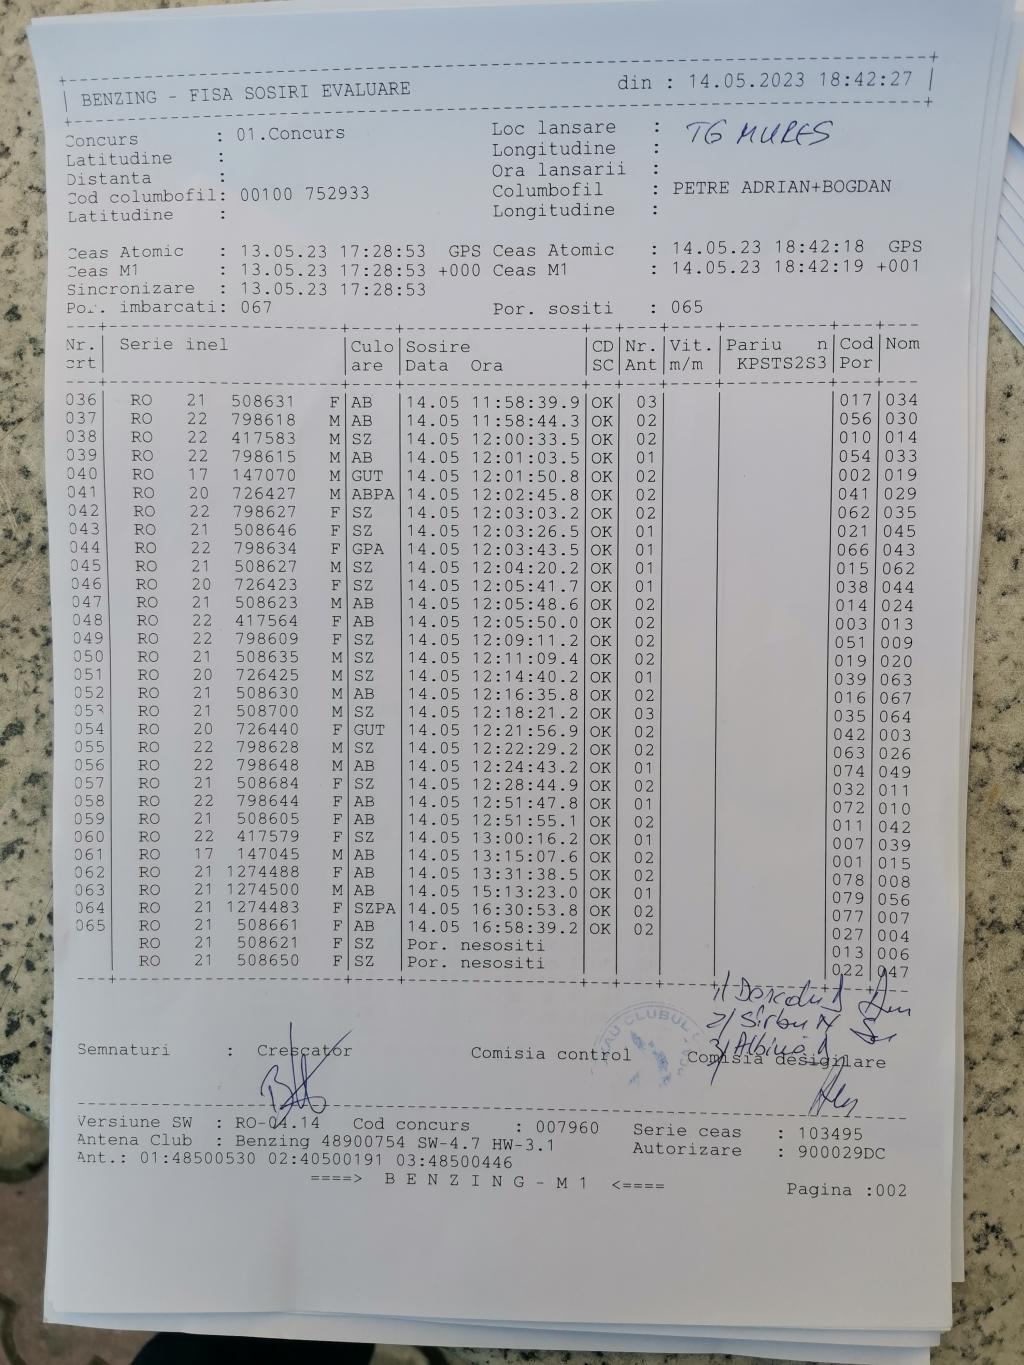 BENZING - FISA SOSIRI EVALUARE din : 14.05.2023 18:42:27
Concurs : 01.Concurs Loc lansare : TG MURES
Latitudine : Longitudine :
Distanta : Ora lansarii :
Cod columbofil: 00100 752933 Columbofil : PETRE ADRIAN+BOGDAN
Latitudine : Longitudine :
Ceas Atomic : 13.05.23 17:28:53 GPS Ceas Atomic : 14.05.23 18:42:18 GPS
Ceas M1 : 13.05.23 17:28:53 +000 Ceas M1 : 14.05.23 18:42:19 +001
Sincronizare : 13.05.23 17:28:53
Por. imbarcati: 067 Por. sositi : 065
Nr. Serie inel Culo Sosire CD Nr. Vit. Pariu n Cod Nom
crt are Data Ora SC Ant m/m KPSTS2S3 Por
036 RO 21 508631 F AB 14.05 11:58:39.9 OK 03 017 034
037 RO 22 798618 M AB 14.05 11:58:44.3 OK 02 056 030
038 RO 22 417583 M SZ 14.05 12:00:33.5 OK 02 010 014
039 RO 22 798615 M AB 14.05 12:01:03.5 OK 01 054 033
040 RO 17 147070 M GUT 14.05 12:01:50.8 OK 02 002 019
041 RO 20 726427 M ABPA 14.05 12:02:45.8 OK 02 041 029
042 RO 22 798627 F SZ 14.05 12:03:03.2 OK 02 062 035
043 RO 21 508646 F SZ 14.05 12:03:26.5 OK 01 021 045
044 RO 22 798634 F GPA 14.05 12:03:43.5 OK 01 066 043
045 RO 21 508627 M SZ 14.05 12:04:20.2 OK 01 015 062
046 RO 20 726423 F SZ 14.05 12:05:41.7 OK 01 038 044
047 RO 21 508623 M AB 14.05 12:05:48.6 OK 02 014 024
048 RO 22 417564 F AB 14.05 12:05:50.0 OK 02 003 013
049 RO 22 798609 F SZ 14.05 12:09:11.2 OK 02 051 009
050 RO 21 508635 M SZ 14.05 12:11:09.4 OK 02 019 020
051 RO 20 726425 M SZ 14.05 12:14:40.2 OK 01 039 063
052 RO 21 508630 M AB 14.05 12:16:35.8 OK 02 016 067
053 RO 21 508700 M SZ 14.05 12:18:21.2 OK 03 035 064
054 RO 20 726440 F GUT 14.05 12:21:56.9 OK 02 042 003
055 RO 22 798628 M SZ 14.05 12:22:29.2 OK 02 063 026
056 RO 22 798648 M AB 14.05 12:24:43.2 OK 01 074 049
057 RO 21 508684 F SZ 14.05 12:28:44.9 OK 02 032 011
058 RO 22 798644 F AB 14.05 12:51:47.8 OK 01 072 010
059 RO 21 508605 F AB 14.05 12:51:55.1 OK 02 011 042
060 RO 22 417579 F SZ 14.05 13:00:16.2 OK 01 007 039
061 RO 17 147045 M AB 14.05 13:15:07.6 OK 02 001 015
062 RO 21 1274488 F AB 14.05 13:31:38.5 OK 02 078 008
063 RO 21 1274500 M AB 14.05 15:13:23.0 OK 01 079 056
064 RO 21 1274483 F SZPA 14.05 16:30:53.8 OK 02 077 007
065 RO 21 508661 F AB 14.05 16:58:39.2 OK 02 027 004
RO 21 508621 F SZ Por. nesositi 013 006
RO 21 508650 F SZ Por. nesositi 022 047
Semnaturi : Crescator Comisia control Comisia desigilare
Versiune SW : RO-04.14 Cod concurs : 007960 Serie ceas : 103495
Antena Club : Benzing 48900754 SW-4.7 HW-3.1 Autorizare : 900029DC
Ant.: 01:48500530 02:40500191 03:48500446
====> B E N Z I N G - M 1 <====
Pagina :002